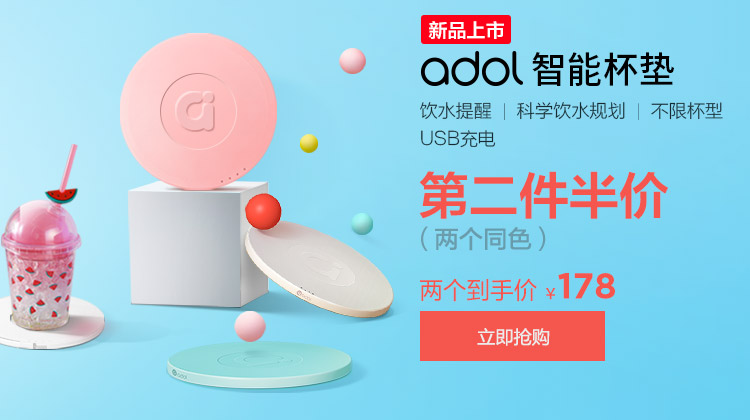 新品上市
adol 智能杯垫
饮水提醒 | 科学饮水规划 | 不限杯型
USB充电
第二件半价
(两个同色)
两个到手价 ¥178
立即抢购
adol
adol